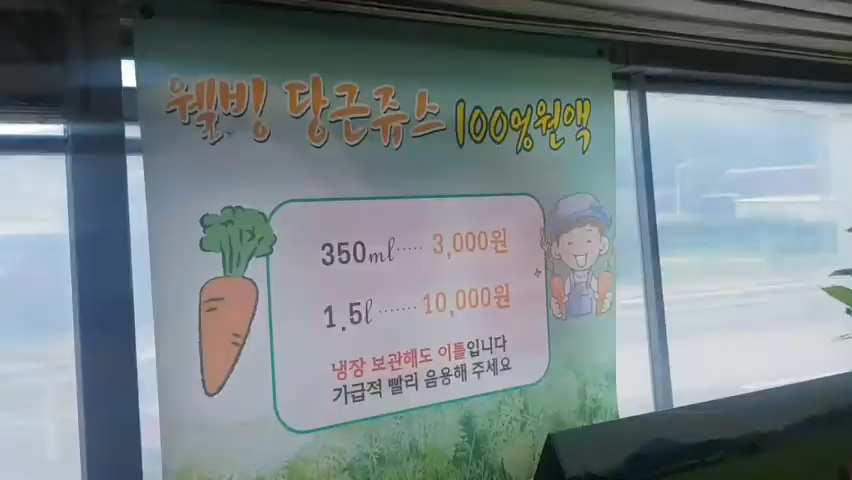 웰빙 당근쥬스 100%원액
350ml ····· 3,000원
1.5l ······· 10,000원
냉장 보관해도 이틀입니다
가급적 빨리 음용해 주세요